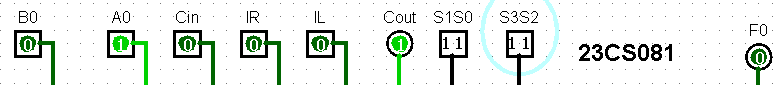 B0 A0 Cin IR IL Cout S1S0 S3S2 F0
0 1 0 0 0 1 1 1 1 1 23CS081 0